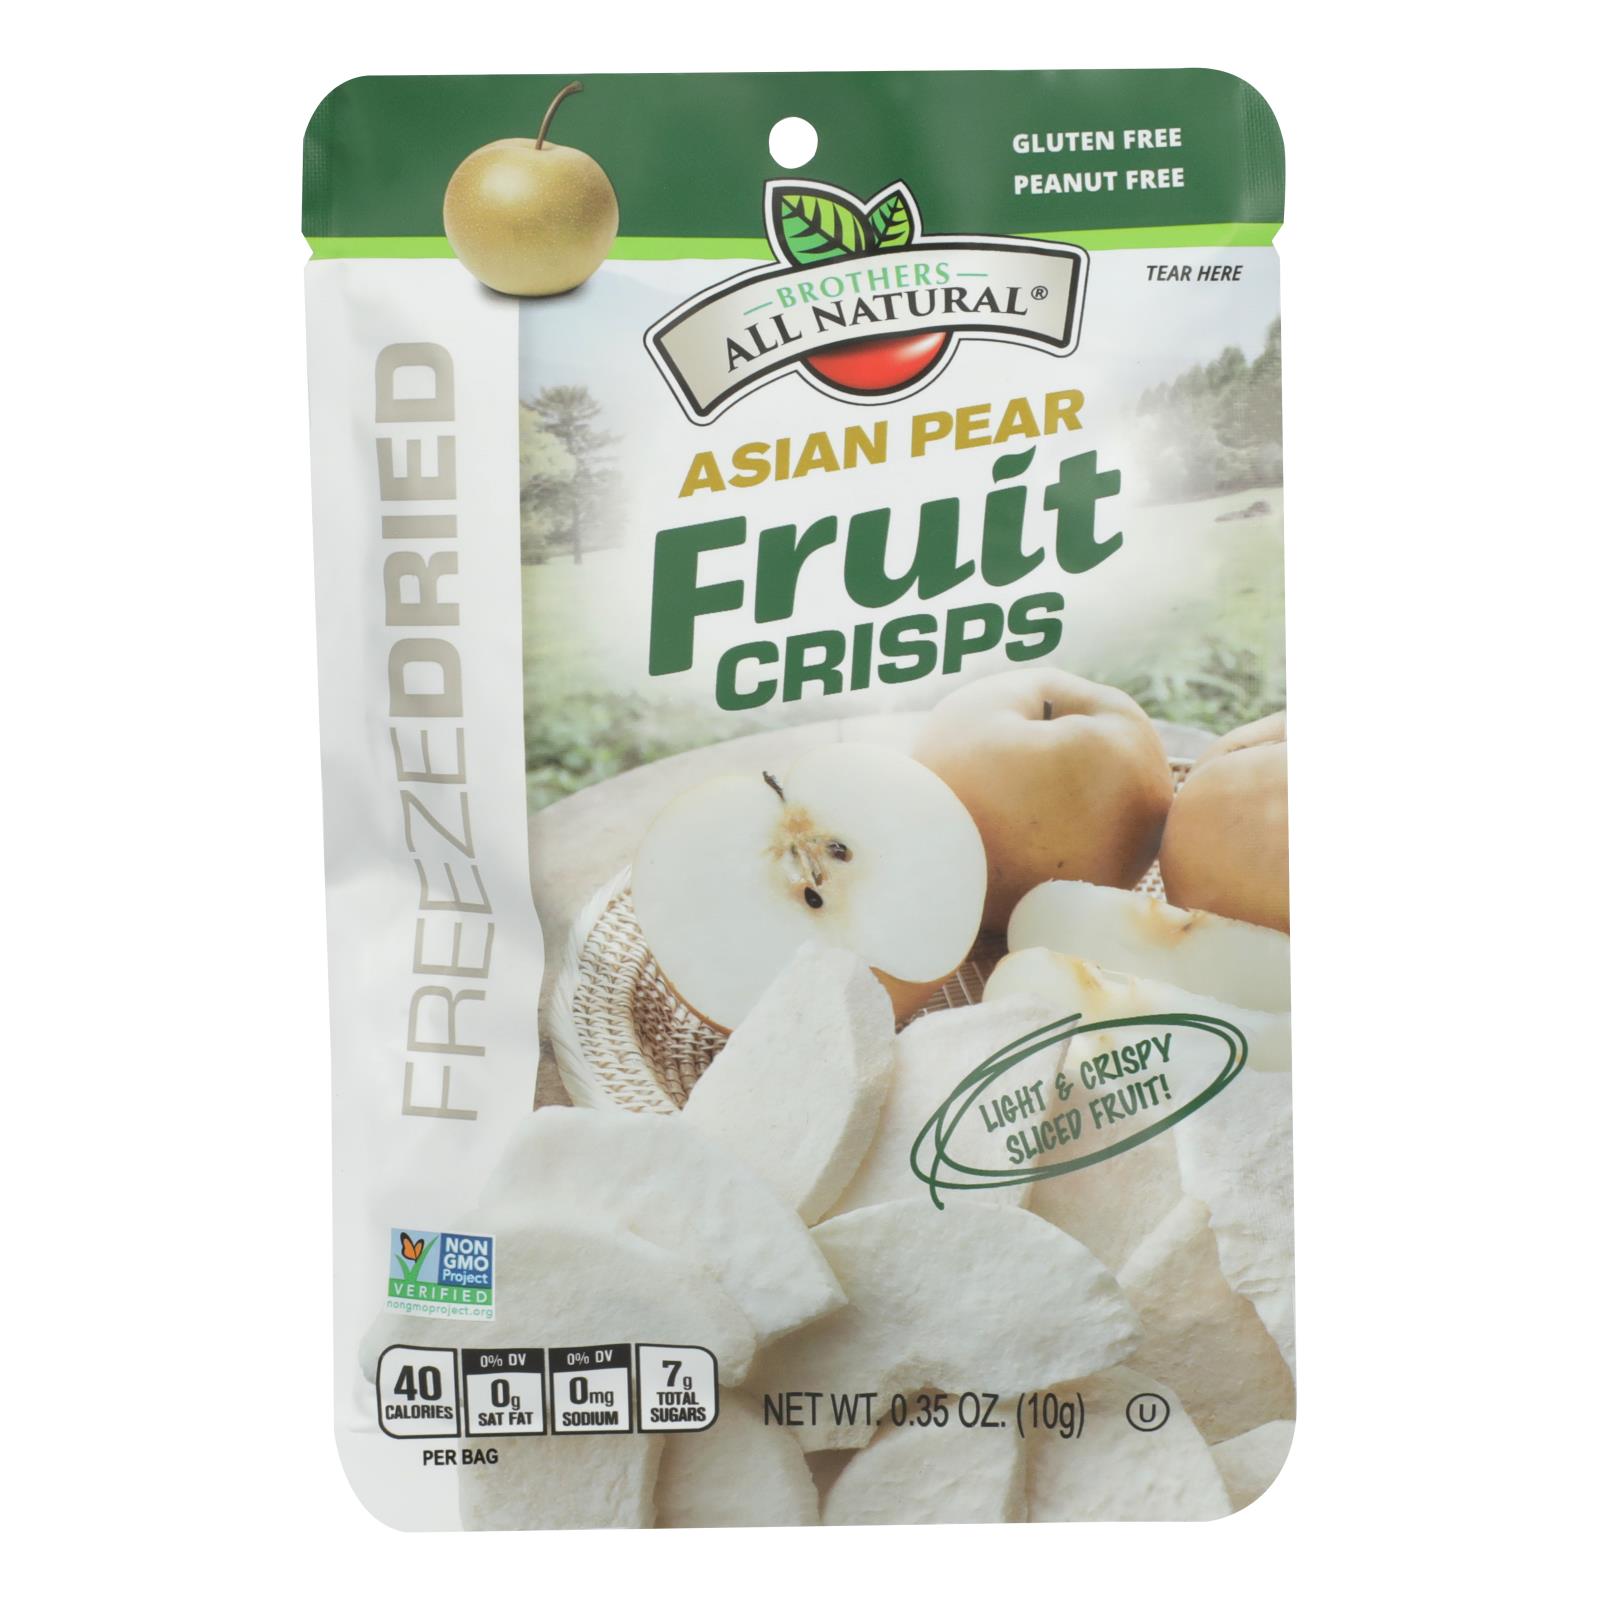 GLUTEN FREE
PEANUT FREE
TEAR HERE
BROTHERS
ALL NATURAL®
ASIAN PEAR
Fruit
CRISPS
FREEZEDRIED
LIGHT & CRISPY
SLICED FRUIT!
NON
GMO
Project
VERIFIED
nongmoproject.org
40
CALORIES
0% DV
0g
SAT FAT
0% DV
0mg
SODIUM
7g
TOTAL
SUGARS
PER BAG
NET WT. 0.35 OZ. (10g)
U